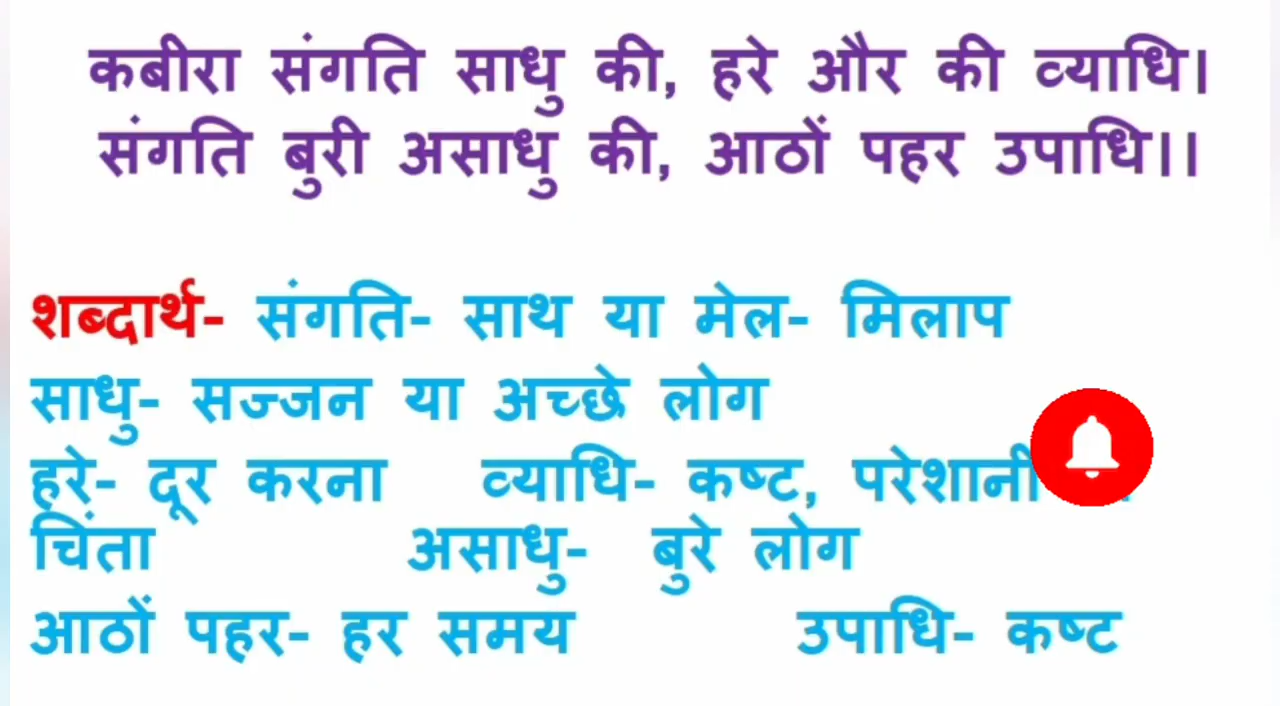 कबीरा संगति साधु की, हरे और की व्याधि।
संगति बुरी असाधु की, आठों पहर उपाधि।।
शब्दार्थ- संगति- साथ या मेल- मिलाप
साधु- सज्जन या अच्छे लोग
हरे- दूर करना व्याधि- कष्ट, परेशानी
चिंता असाधु- बुरे लोग
आठों पहर- हर समय उपाधि- कष्ट